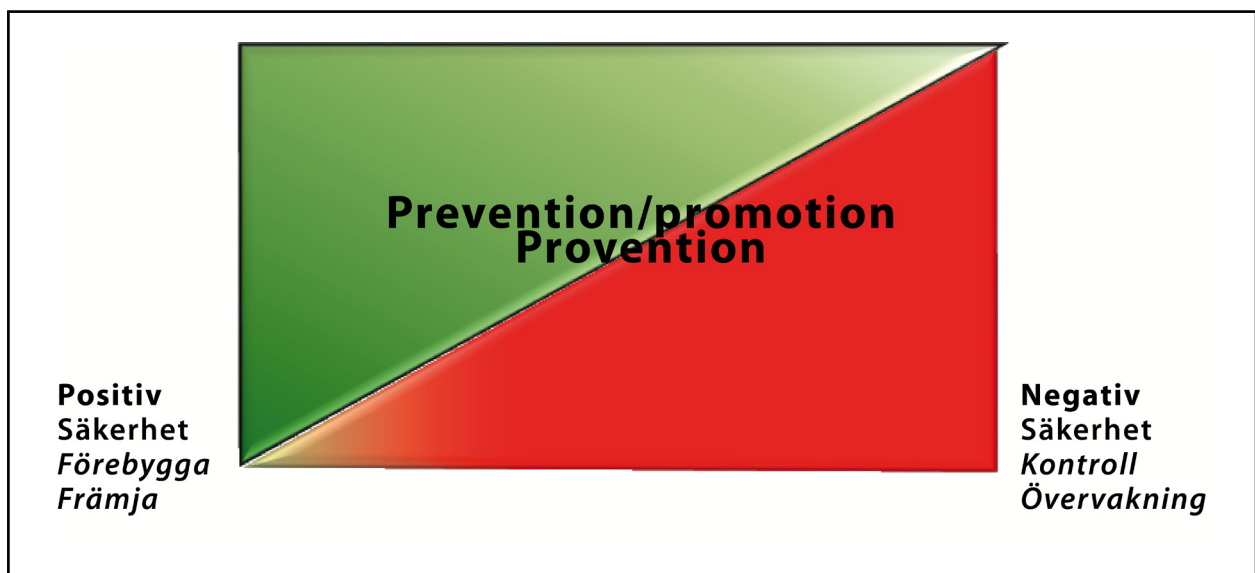 Prevention/promotion
Provention
Positiv
Säkerhet
Förebygga
Främja
Negativ
Säkerhet
Kontroll
Övervakning